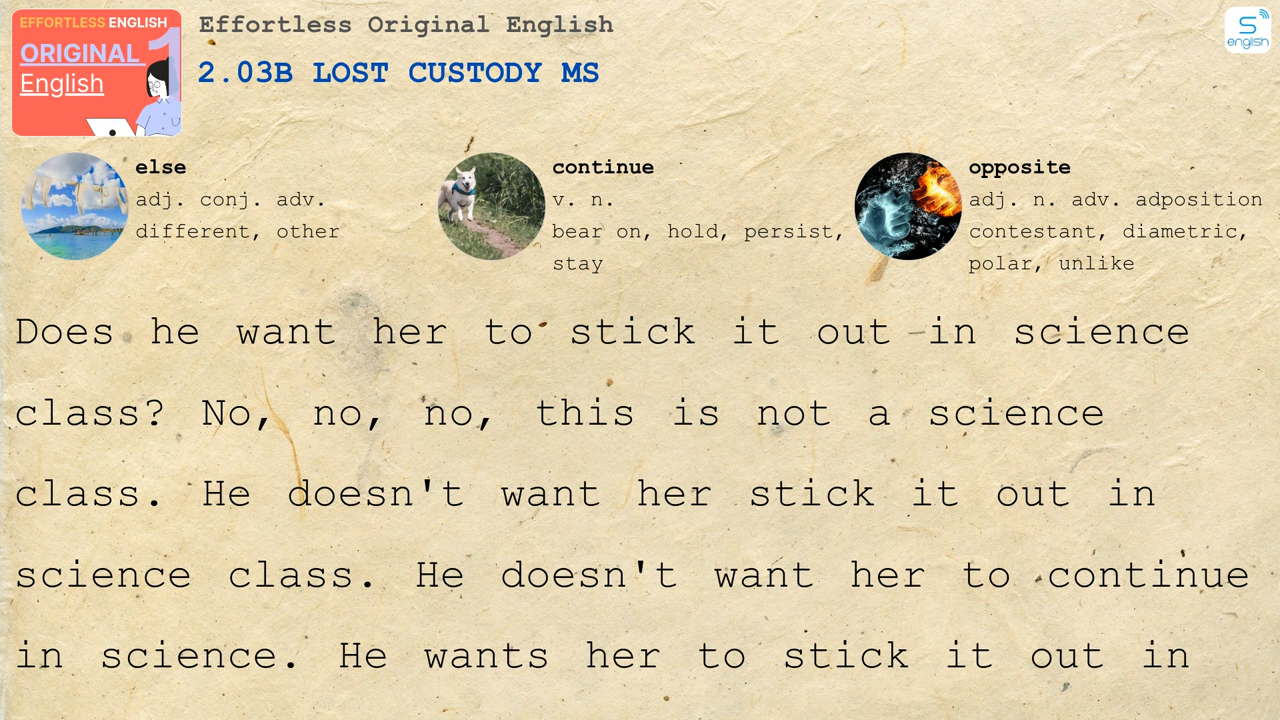 EFFORTLESS ENGLISH
ORIGINAL 1
English
Effortless Original English
2.03B LOST CUSTODY MS
S
english
else
adj. conj. adv.
different, other
continue
v. n.
bear on, hold, persist,
stay
opposite
adj. n. adv. adposition
contestant, diametric,
polar, unlike
Does he want her to stick it out in science
class? No, no, no, this is not a science
class. He doesn't want her stick it out in
science class. He doesn't want her to continue
in science. He wants her to stick it out in